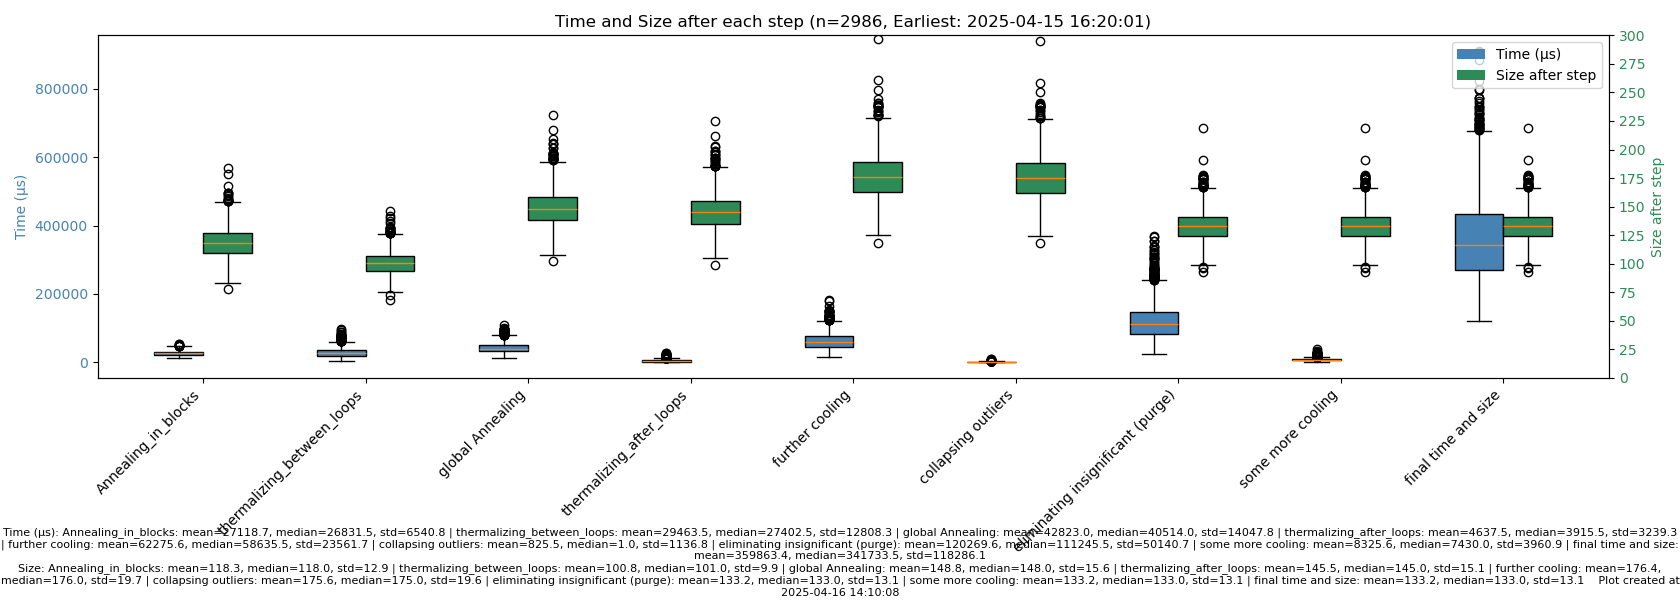 Time and Size after each step (n=2986, Earliest: 2025-04-15 16:20:01)
Time (µs)
Size after step
800000
600000
400000
200000
0
Time (µs)
300
275
250
225
200
175
150
125
100
75
50
25
0
Size after step
Annealing_in_blocks
thermalizing_between_loops
global Annealing
thermalizing_after_loops
further cooling
collapsing outliers
eliminating insignificant (purge)
some more cooling
final time and size
Time (µs): Annealing_in_blocks: mean=27118.7, median=26831.5, std=6540.8 | thermalizing_between_loops: mean=29463.5, median=27402.5, std=12808.3 | global Annealing: mean=42823.0, median=40514.0, std=14047.8 | thermalizing_after_loops: mean=4637.5, median=3915.5, std=3239.3
| further cooling: mean=62275.6, median=58635.5, std=23561.7 | collapsing outliers: mean=825.5, median=1.0, std=1136.8 | eliminating insignificant (purge): mean=120269.6, median=111245.5, std=50140.7 | some more cooling: mean=8325.6, median=7430.0, std=3960.9 | final time and size:
mean=359863.4, median=341733.5, std=118286.1
Size: Annealing_in_blocks: mean=118.3, median=118.0, std=12.9 | thermalizing_between_loops: mean=100.8, median=101.0, std=9.9 | global Annealing: mean=148.8, median=148.0, std=15.6 | thermalizing_after_loops: mean=145.5, median=145.0, std=15.1 | further cooling: mean=176.4,
median=176.0, std=19.7 | collapsing outliers: mean=175.6, median=175.0, std=19.6 | eliminating insignificant (purge): mean=133.2, median=133.0, std=13.1 | some more cooling: mean=133.2, median=133.0, std=13.1 | final time and size: mean=133.2, median=133.0, std=13.1 Plot created at
2025-04-16 14:10:08